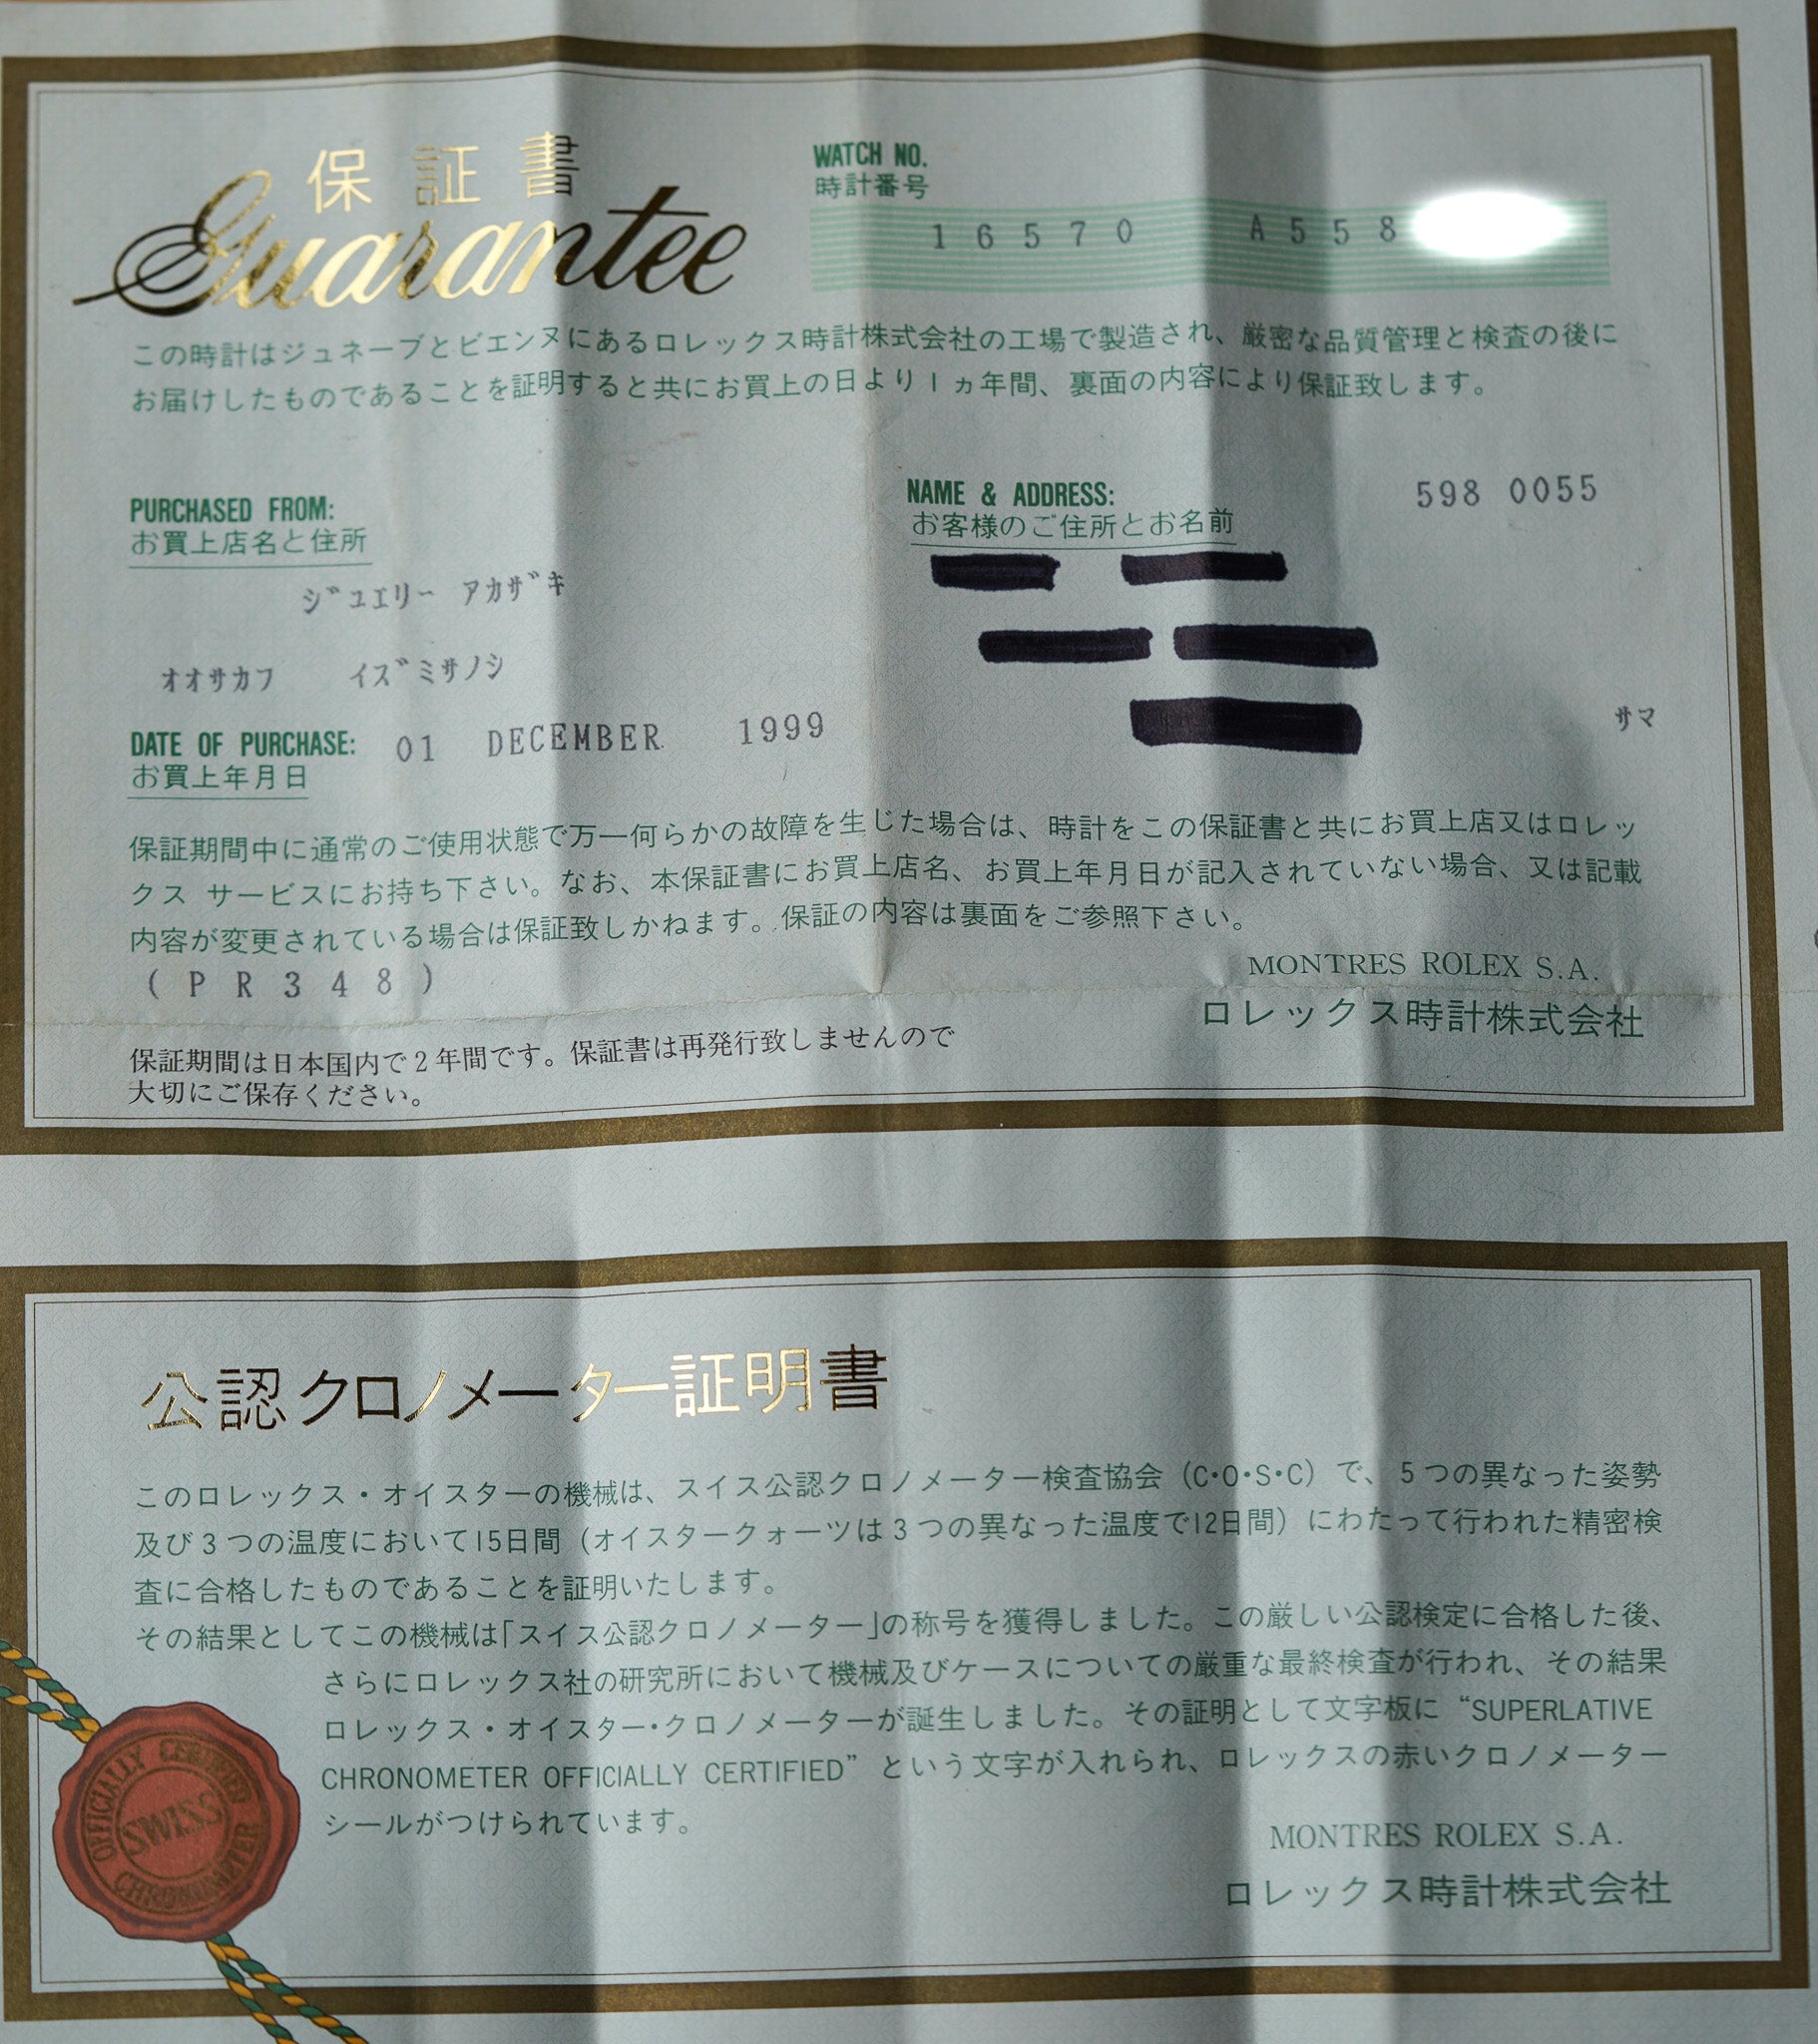 保証書
Guarantee
WATCH NO.
時計番号
16570 A558
この時計はジュネーブとビエンヌにあるロレックス時計株式会社の工場で製造され、厳密な品質管理と検査の後に
お届けしたものであることを証明すると共にお買上の日より1ヵ年間、裏面の内容により保証致します。
PURCHASED FROM:
お買上店名と住所
ジュエリー アカザキ
オオサカフ イズミサノシ
NAME & ADDRESS:
お客様のご住所とお名前
598 0055
サマ
DATE OF PURCHASE: 01 DECEMBER 1999
お買上年月日
保証期間中に通常のご使用状態で万一何らかの故障を生じた場合は、時計をこの保証書と共にお買上店又はロレッ
クス サービスにお持ち下さい。なお、本保証書にお買上店名、お買上年月日が記入されていない場合、又は記載
内容が変更されている場合は保証致しかねます。保証の内容は裏面をご参照下さい。
(PR348)
MONTRES ROLEX S.A.
ロレックス時計株式会社
保証期間は日本国内で2年間です。保証書は再発行致しませんので
大切にご保存ください。
公認クロノメーター証明書
このロレックス・オイスターの機械は、スイス公認クロノメーター検査協会(C・O・S・C)で、5つの異なった姿勢
及び3つの温度において15日間(オイスタークォーツは3つの異なった温度で12日間)にわたって行われた精密検
査に合格したものであることを証明いたします。
その結果としてこの機械は「スイス公認クロノメーター」の称号を獲得しました。この厳しい公認検定に合格した後、
さらにロレックス社の研究所において機械及びケースについての厳重な最終検査が行われ、その結果
ロレックス・オイスター・クロノメーターが誕生しました。その証明として文字板に“SUPERLATIVE
CHRONOMETER OFFICIALLY CERTIFIED”という文字が入れられ、ロレックスの赤いクロノメーター
シールがつけられています。
OFFICIALLY CERTIFIED
SWISS
CHRONOMETER
MONTRES ROLEX S.A.
ロレックス時計株式会社